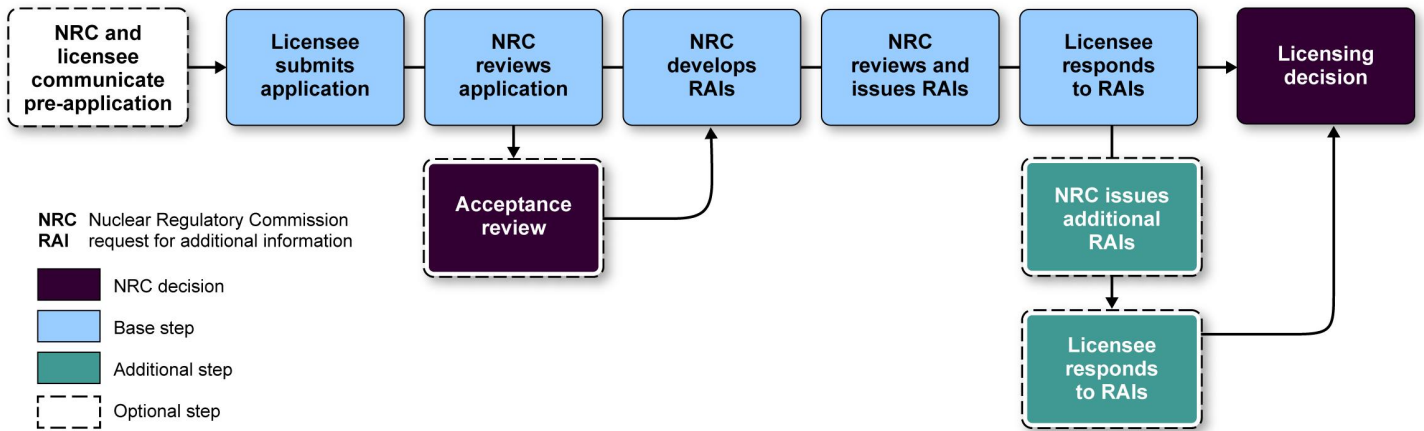 NRC and
licensee
communicate
pre-application
Licensee
submits
application
NRC
reviews
application
NRC
develops
RAIs
NRC
reviews and
issues RAIs
Licensee
responds
to RAIs
Licensing
decision
Acceptance
review
NRC issues
additional
RAIs
Licensee
responds
to RAIs
NRC Nuclear Regulatory Commission
RAI request for additional information
NRC decision
Base step
Additional step
Optional step